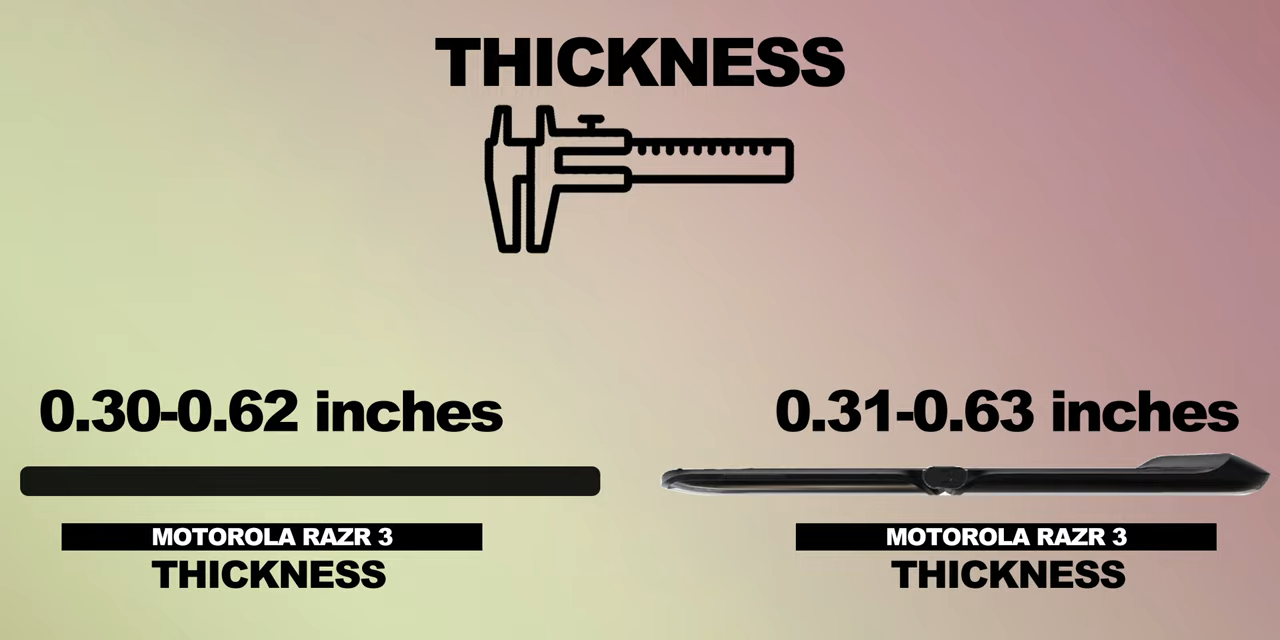 THICKNESS
0.30-0.62 inches
MOTOROLA RAZR 3
THICKNESS
0.31-0.63 inches
MOTOROLA RAZR 3
THICKNESS